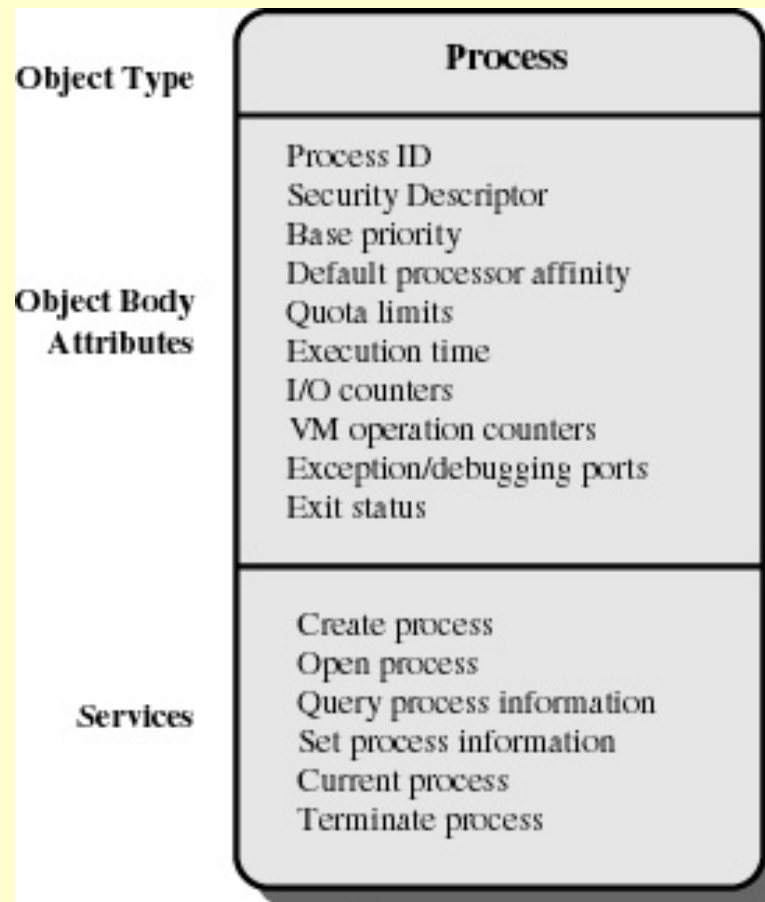 Object Type
Process
Object Body
Attributes
Process ID
Security Descriptor
Base priority
Default processor affinity
Quota limits
Execution time
I/O counters
VM operation counters
Exception/debugging ports
Exit status
Services
Create process
Open process
Query process information
Set process information
Current process
Terminate process